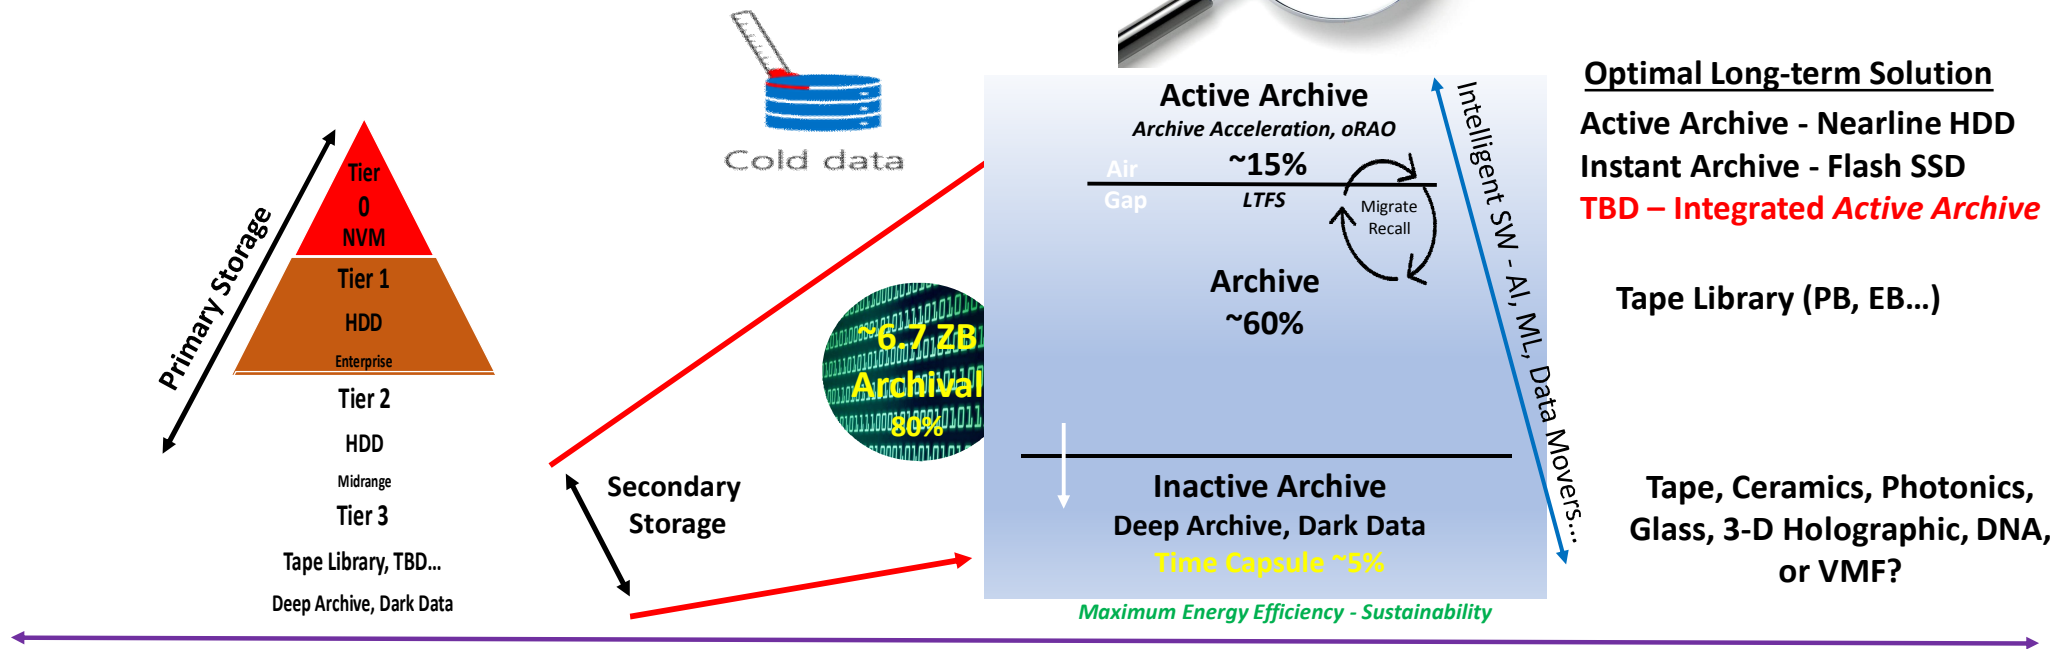 Cold data
Primary Storage
Tier
0
NVM
Tier 1
HDD
Enterprise
Tier 2
HDD
Midrange
Tier 3
Tape Library, TBD...
Deep Archive, Dark Data
Secondary
Storage
~6.7 ZB
Archival
80%
Active Archive
Archive Acceleration, oRAO
~15%
Air
Gap
LTFS
Migrate
Recall
Archive
~60%
Inactive Archive
Deep Archive, Dark Data
Time Capsule ~5%
Maximum Energy Efficiency - Sustainability
Intelligent SW - AI, ML, Data Movers...
Optimal Long-term Solution
Active Archive - Nearline HDD
Instant Archive - Flash SSD
TBD – Integrated Active Archive
Tape Library (PB, EB...)
Tape, Ceramics, Photonics,
Glass, 3-D Holographic, DNA,
or VMF?